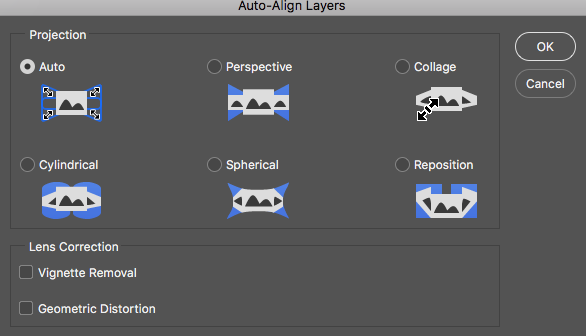 Auto-Align Layers
Projection
Auto
Perspective
Collage
OK
Cancel
Cylindrical
Spherical
Reposition
Lens Correction
Vignette Removal
Geometric Distortion